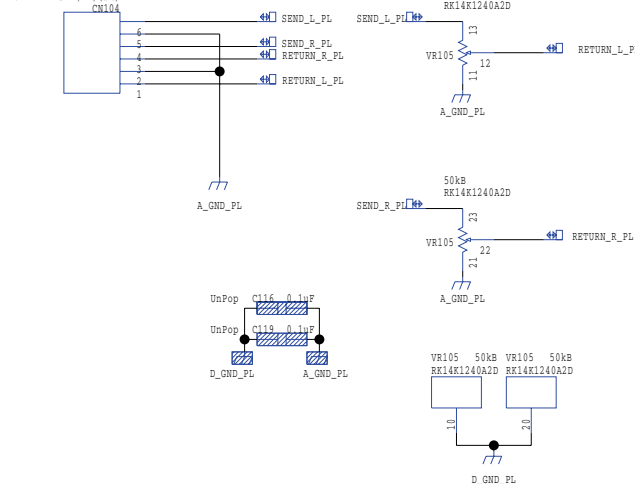 CN104
SEND_L_PL
6
5
SEND_R_PL
4
RETURN_R_PL
3
2
RETURN_L_PL
1
A_GND_PL
RK14K1240A2D
SEND_L_PL
13
VR105
12
RETURN_L_P
11
A_GND_PL
50kB
RK14K1240A2D
SEND_R_PL
23
VR105
22
RETURN_R_PL
21
A_GND_PL
UnPop C116 0.1uF
UnPop C119 0.1uF
D_GND_PL A_GND_PL
VR105 50kB VR105 50kB
RK14K1240A2D RK14K1240A2D
10 20
D_GND_PL